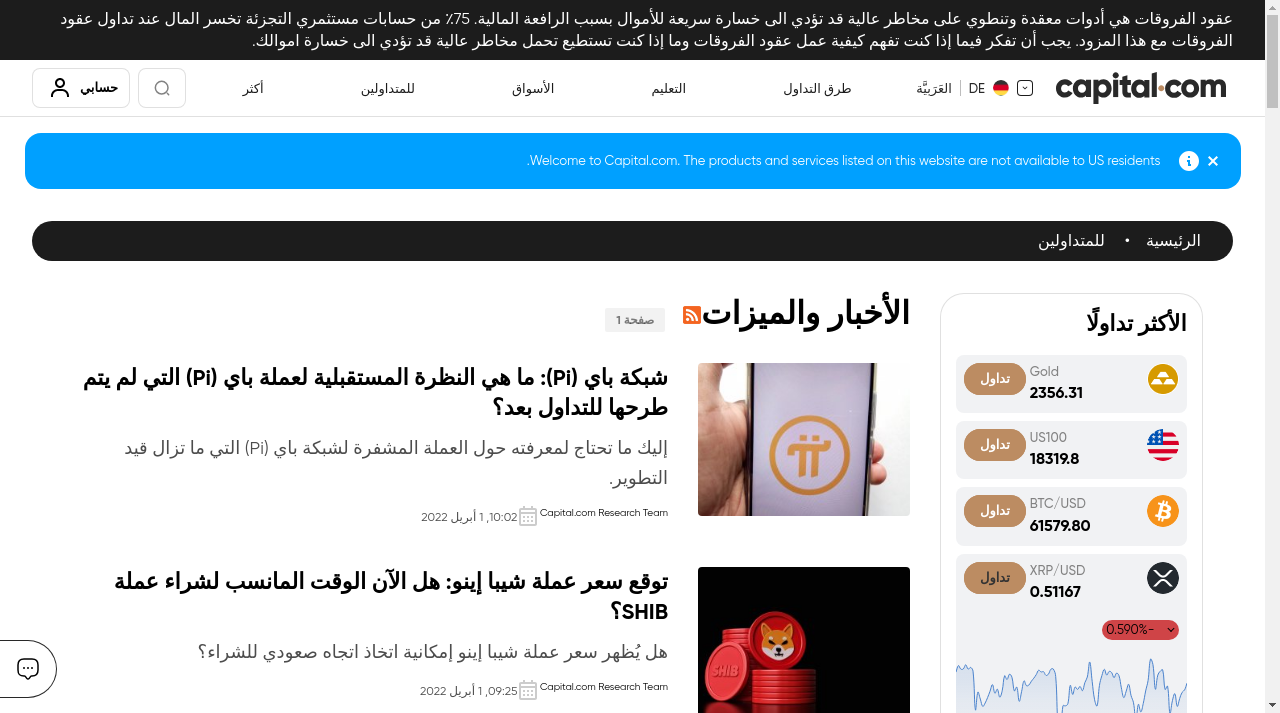 عقود الفروقات هي أدوات معقدة وتنطوي على مخاطر عالية قد تؤدي الى خسارة سريعة للأموال بسبب الرافعة المالية. 75٪ من حسابات مستثمري التجزئة تخسر المال عند تداول عقود
الفروقات مع هذا المزود. يجب أن تفكر فيما إذا كنت تفهم كيفية عمل عقود الفروقات وما إذا كنت تستطيع تحمل مخاطر عالية قد تؤدي الى خسارة اموالك.
capital.com
DE
العَرَبيَّة
طرق التداول
التعليم
الأسواق
للمتداولين
أكثر
حسابي
Welcome to Capital.com. The products and services listed on this website are not available to US residents.
الرئيسية • للمتداولين
الأكثر تداولًا
Gold
2356.31
تداول
US100
18319.8
تداول
BTC/USD
61579.80
تداول
XRP/USD
0.51167
تداول
-0.590%
الأخبار والميزات
صفحة 1
شبكة باي (Pi): ما هي النظرة المستقبلية لعملة باي (Pi) التي لم يتم
طرحها للتداول بعد؟
إليك ما تحتاج لمعرفته حول العملة المشفرة لشبكة باي (Pi) التي ما تزال قيد
التطوير.
Capital.com Research Team
10:02, 1 أبريل 2022
توقع سعر عملة شيبا إينو: هل الآن الوقت المانسب لشراء عملة
SHIB؟
هل يُظهر سعر عملة شيبا إينو إمكانية اتخاذ اتجاه صعودي للشراء؟
Capital.com Research Team
09:25, 1 أبريل 2022
SHIB